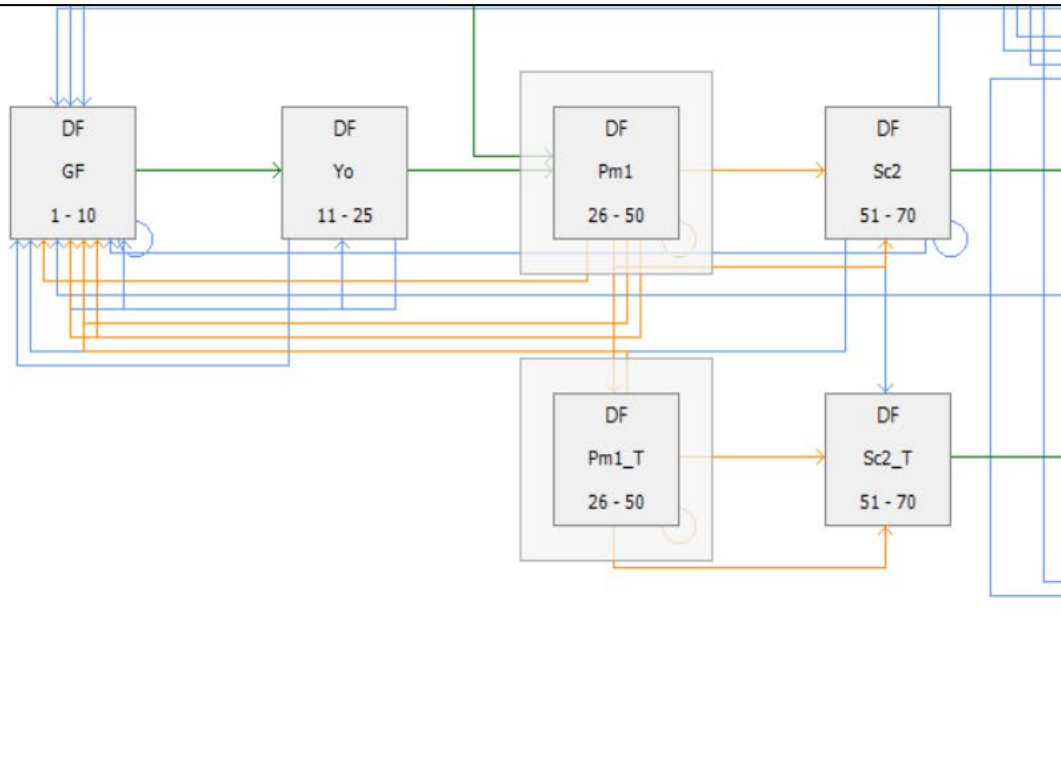 DF
GF
1 - 10
DF
Yo
11 - 25
DF
Pm1
26 - 50
DF
Sc2
51 - 70
DF
Pm1_T
26 - 50
DF
Sc2_T
51 - 70